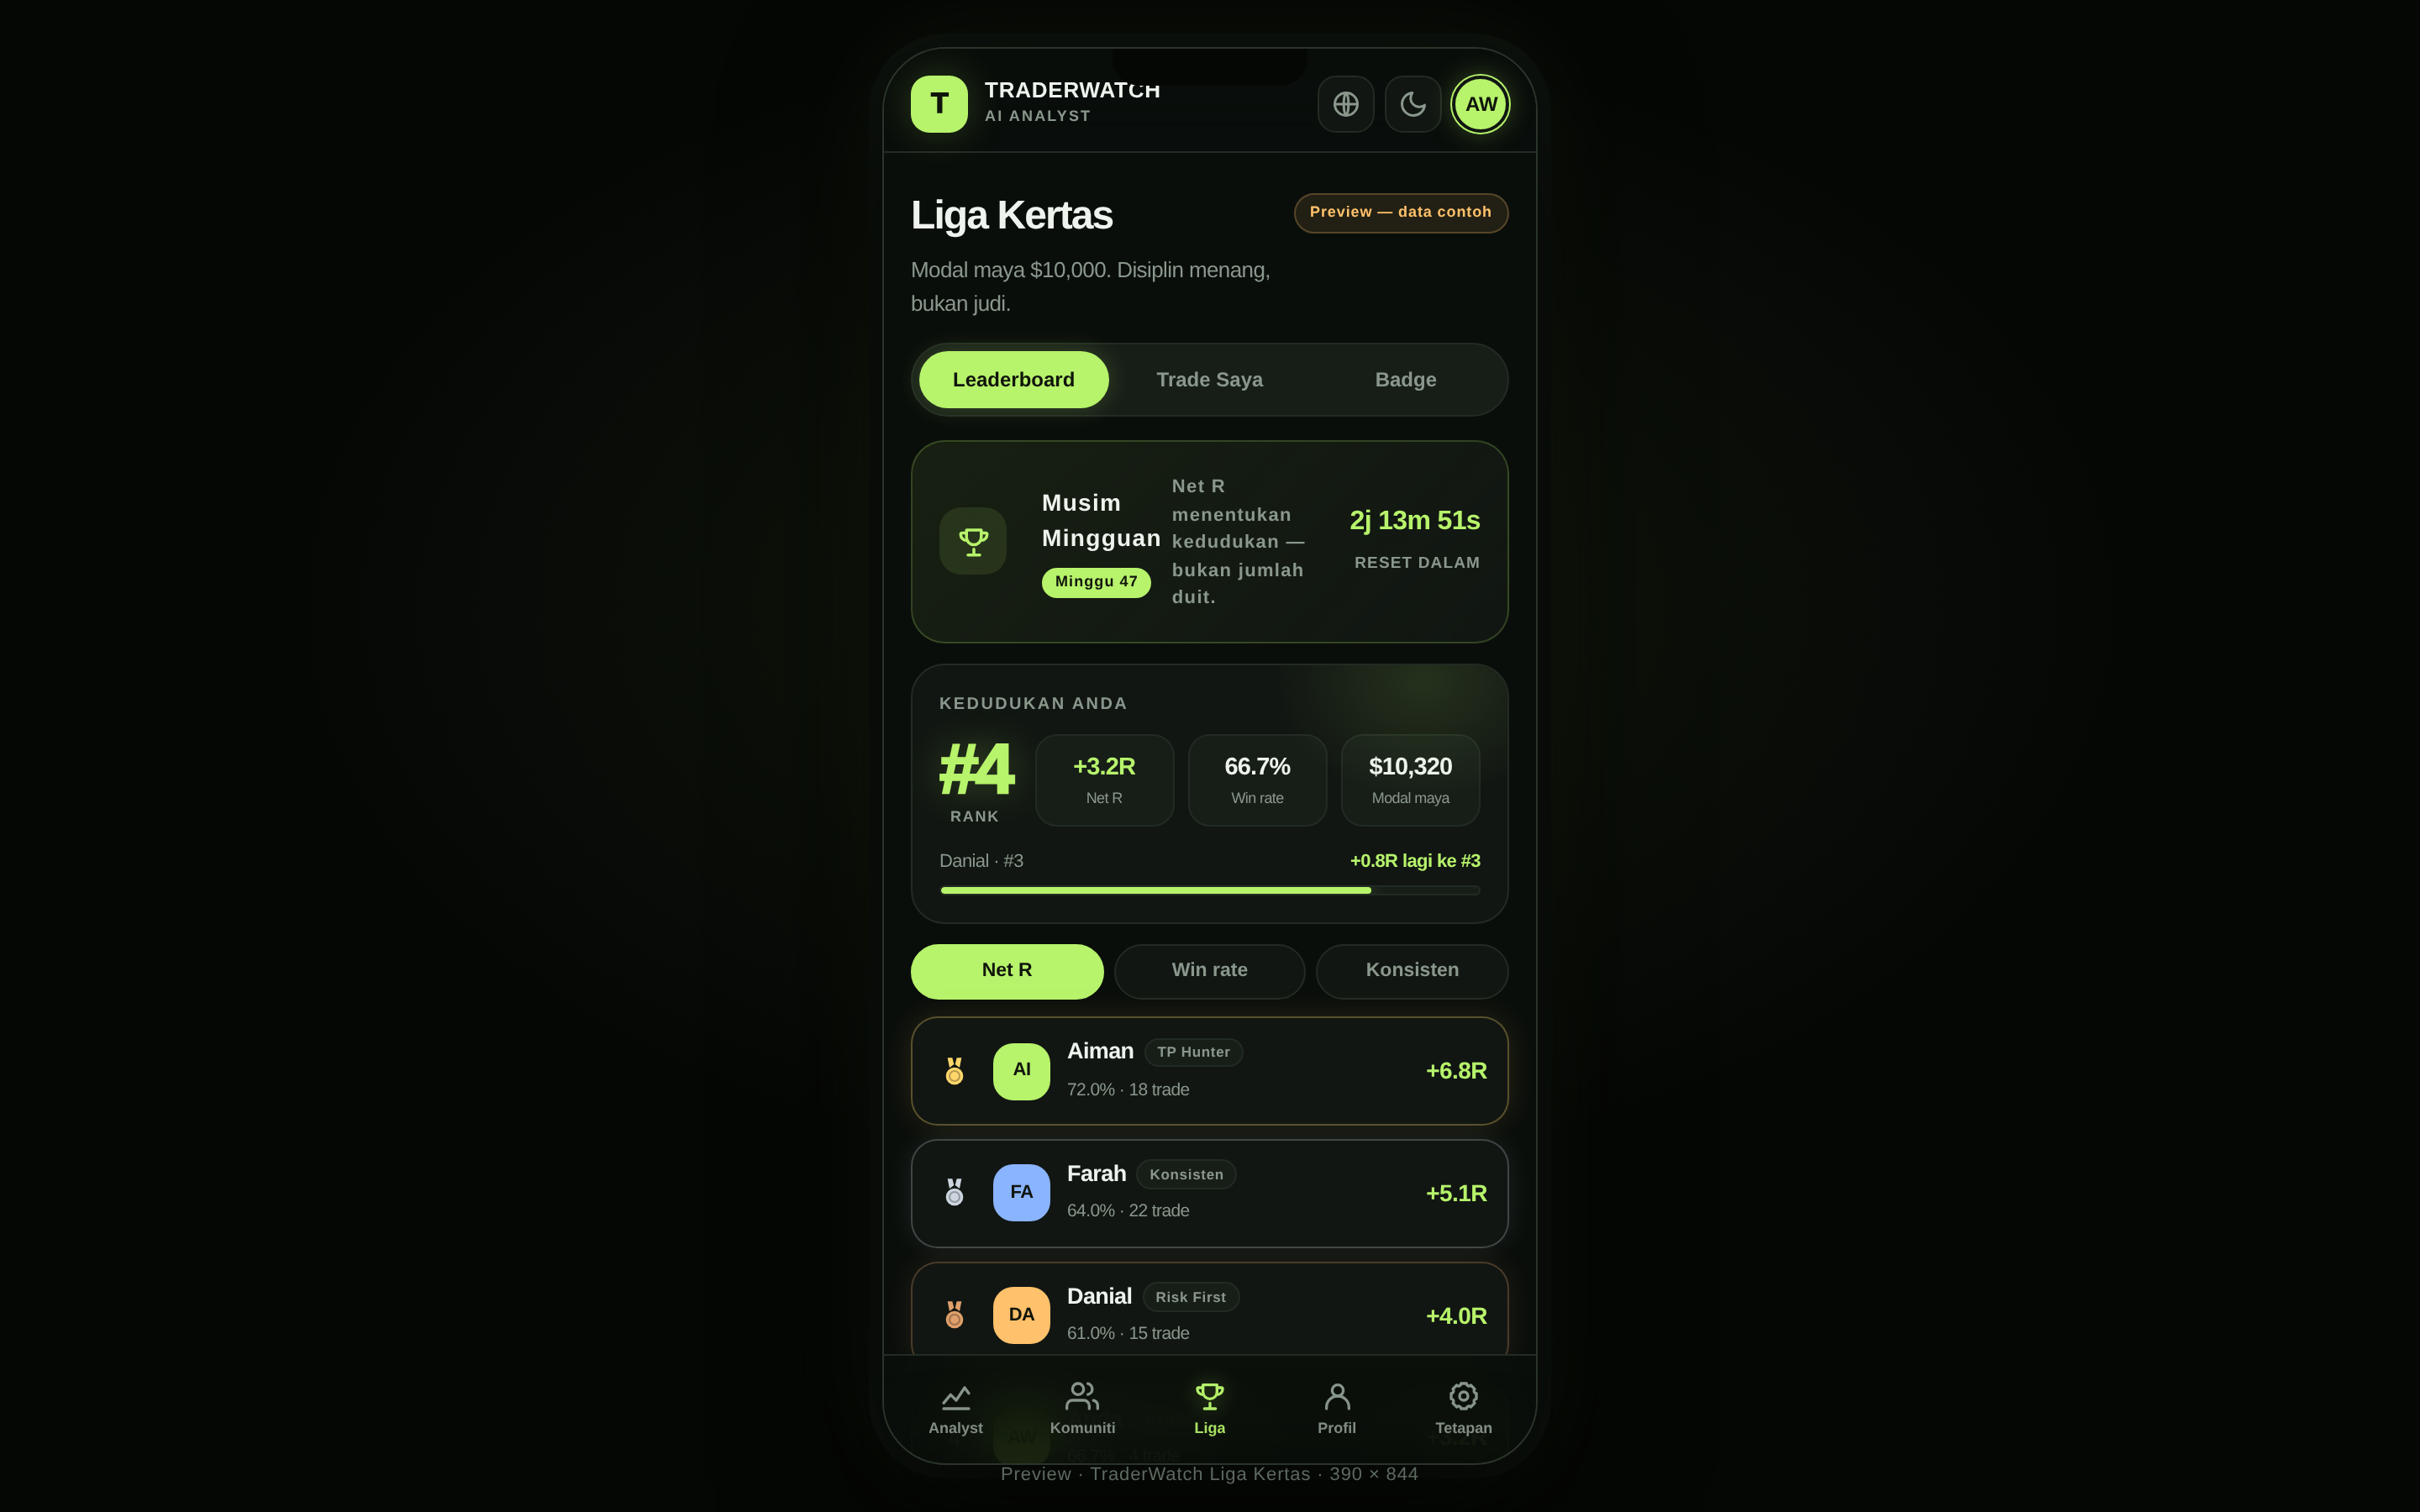 T
TRADERWATCH
AI ANALYST
AW
Liga Kertas
Preview — data contoh
Modal maya $10,000. Disiplin menang,
bukan judi.
Leaderboard
Trade Saya
Badge
Musim
Mingguan
Minggu 47
Net R
menentukan
kedudukan —
bukan jumlah
duit.
2j 13m 51s
RESET DALAM
KEDUDUKAN ANDA
#4
RANK
+3.2R
Net R
66.7%
Win rate
$10,320
Modal maya
Danial · #3
+0.8R lagi ke #3
Net R
Win rate
Konsisten
AI
Aiman
TP Hunter
72.0% · 18 trade
+6.8R
FA
Farah
Konsisten
64.0% · 22 trade
+5.1R
DA
Danial
Risk First
61.0% · 15 trade
+4.0R
Analyst
Komuniti
Liga
Profil
Tetapan
Preview · TraderWatch Liga Kertas · 390 × 844